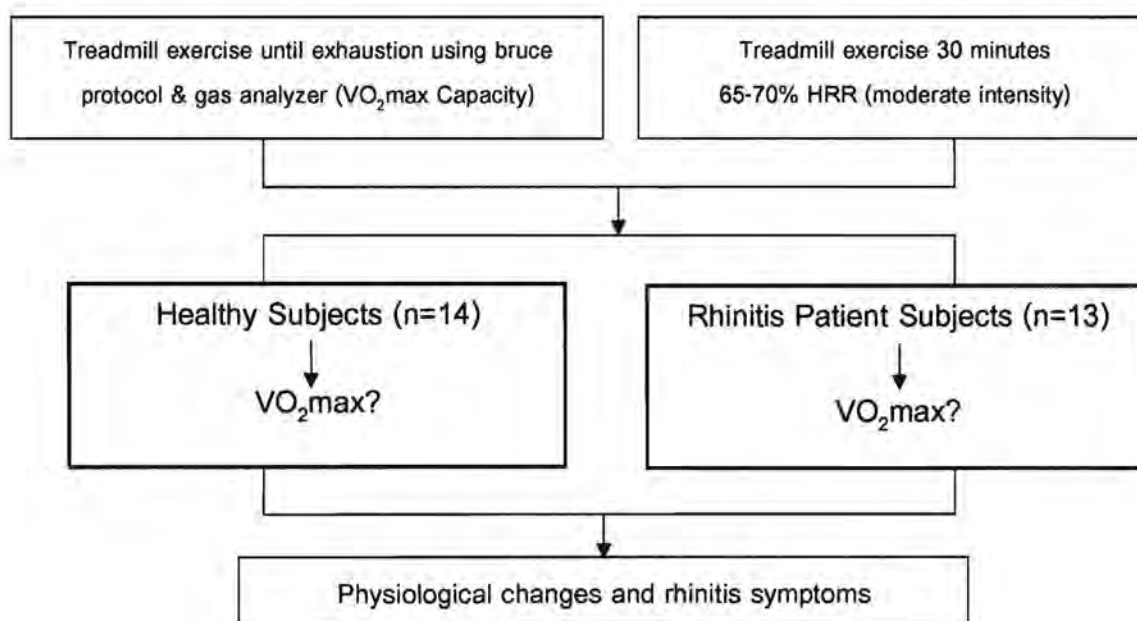 Treadmill exercise until exhaustion using bruce
protocol & gas analyzer (VO₂max Capacity)
Treadmill exercise 30 minutes
65-70% HRR (moderate intensity)
Healthy Subjects (n=14)
VO₂max?
Rhinitis Patient Subjects (n=13)
VO₂max?
Physiological changes and rhinitis symptoms